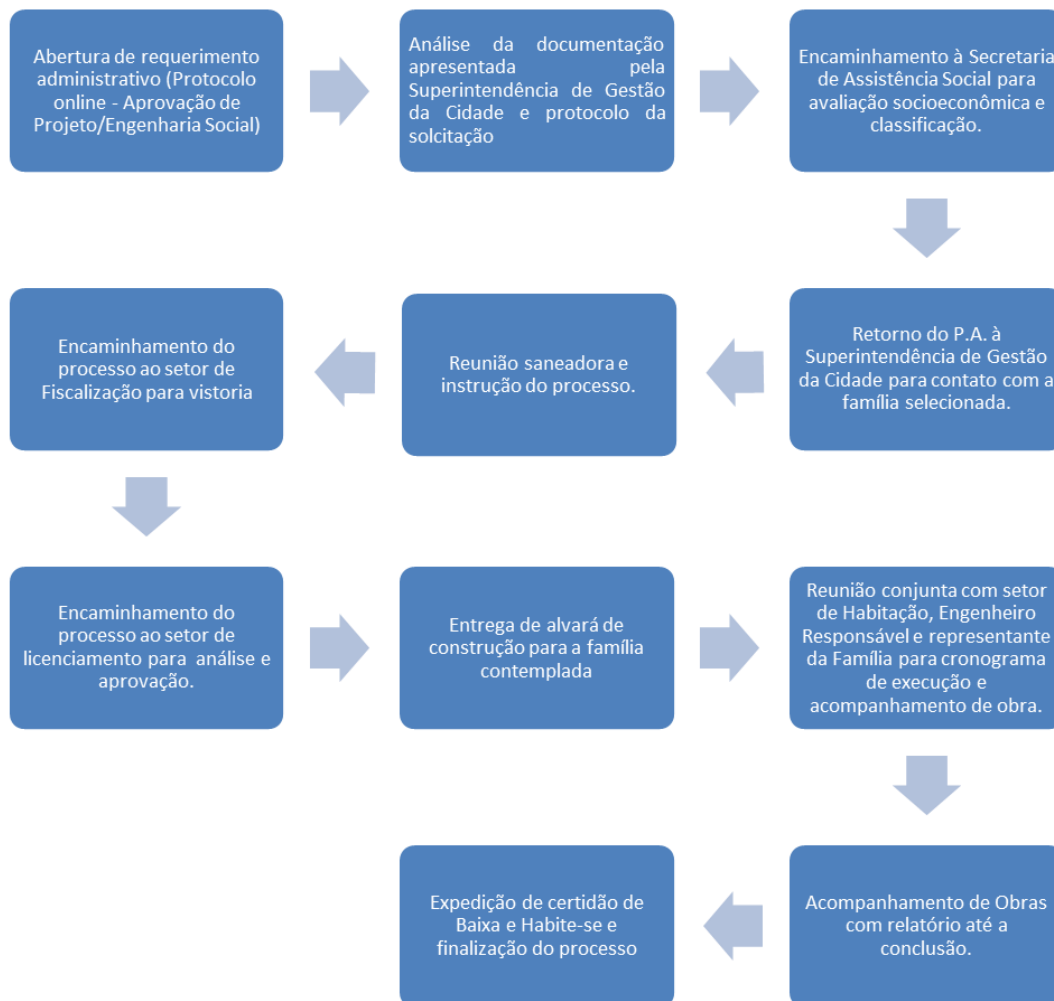 Abertura de requerimento
administrativo (Protocolo
online - Aprovação de
Projeto/Engenharia Social)
Análise da documentação
apresentada pela
Superintendência de Gestão
da Cidade e protocolo da
solcitação
Encaminhamento à Secretaria
de Assistência Social para
avaliação socioeconômica e
classificação.
Retorno do P.A. à
Superintendência de Gestão
da Cidade para contato com a
família selecionada.
Reunião saneadora e
instrução do processo.
Encaminhamento do
processo ao setor de
Fiscalização para vistoria
Encaminhamento do
processo ao setor de
licenciamento para análise e
aprovação.
Entrega de alvará de
construção para a família
contemplada
Reunião conjunta com setor
de Habitação, Engenheiro
Responsável e representante
da Família para cronograma
de execução e
acompanhamento de obra.
Acompanhamento de Obras
com relatório até a
conclusão.
Expedição de certidão de
Baixa e Habite-se e
finalização do processo